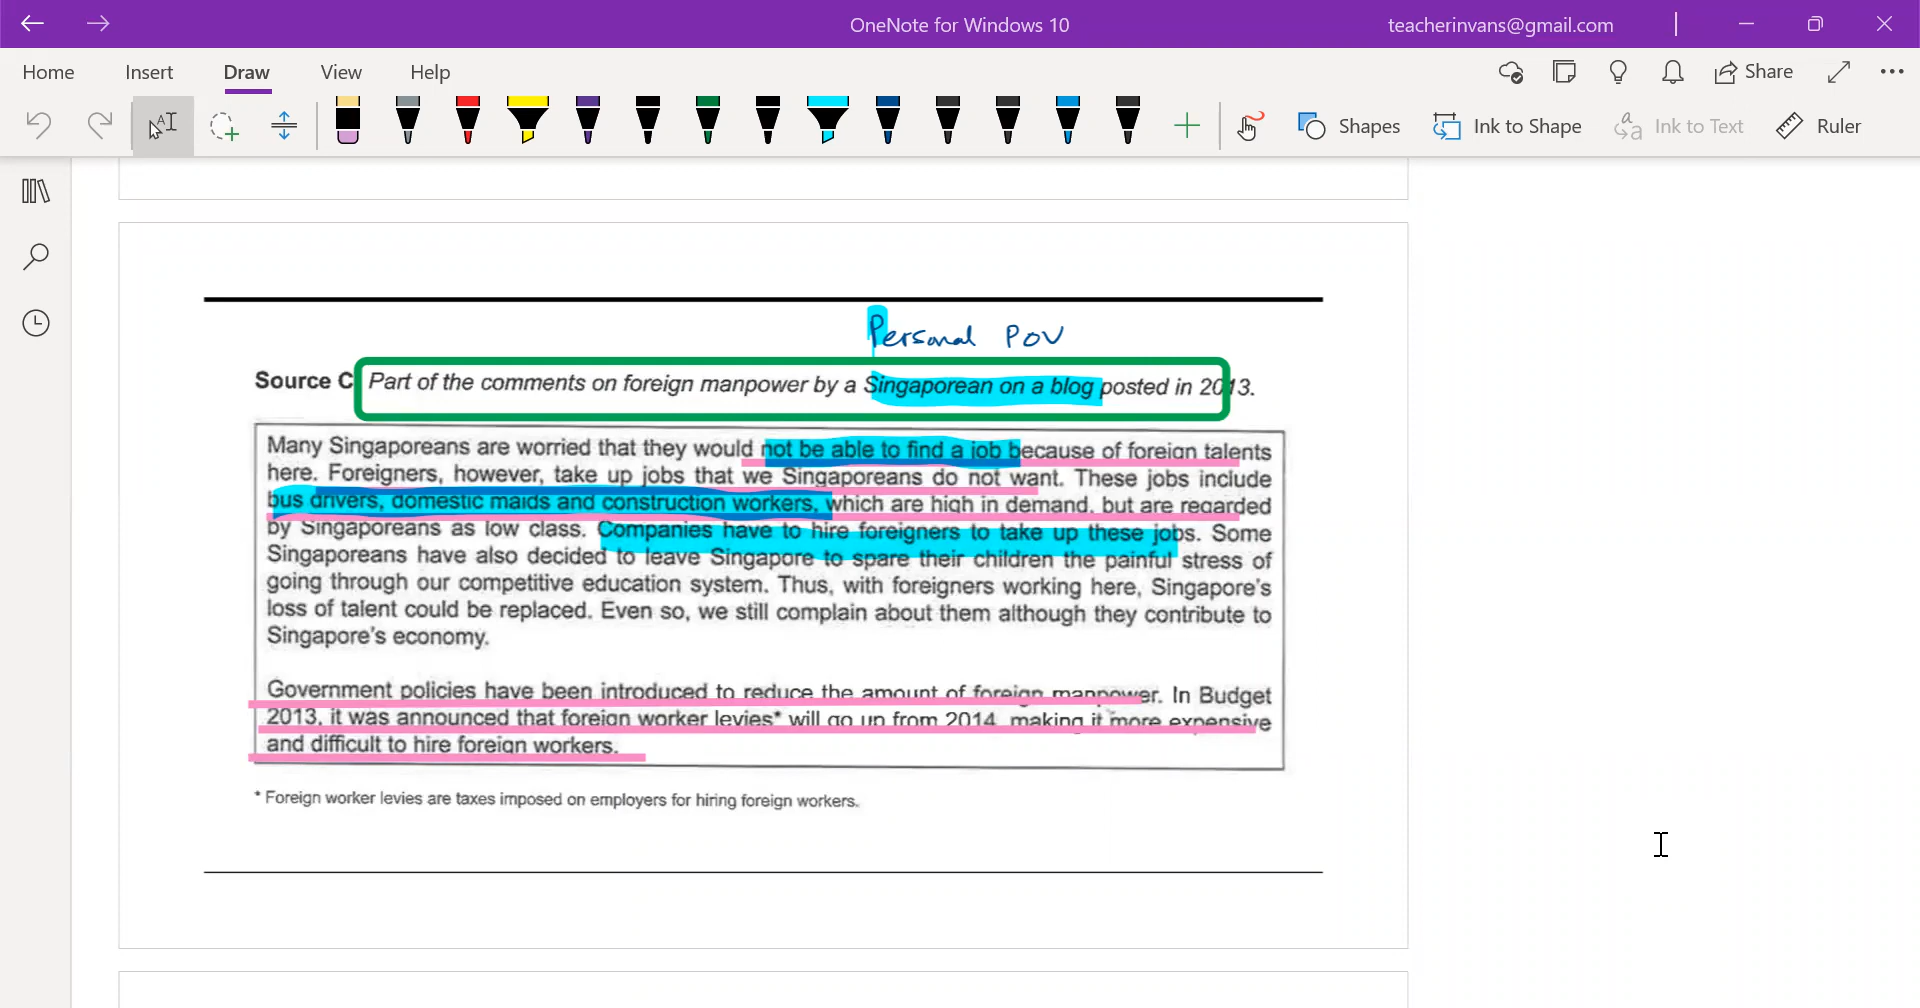 OneNote for Windows 10
teacherinvans@gmail.com
Home Insert Draw View Help
Share
Shapes Ink to Shape Ink to Text Ruler
Personal POV
Source C Part of the comments on foreign manpower by a Singaporean on a blog posted in 2013.
Many Singaporeans are worried that they would not be able to find a job because of foreign talents
here. Foreigners, however, take up jobs that we Singaporeans do not want. These jobs include
bus drivers, domestic maids and construction workers, which are high in demand, but are regarded
by Singaporeans as low class. Companies have to hire foreigners to take up these jobs. Some
Singaporeans have also decided to leave Singapore to spare their children the painful stress of
going through our competitive education system. Thus, with foreigners working here, Singapore's
loss of talent could be replaced. Even so, we still complain about them although they contribute to
Singapore's economy.
Government policies have been introduced to reduce the amount of foreign manpower. In Budget
2013, it was announced that foreign worker levies* will go up from 2014, making it more expensive
and difficult to hire foreign workers.
* Foreign worker levies are taxes imposed on employers for hiring foreign workers.